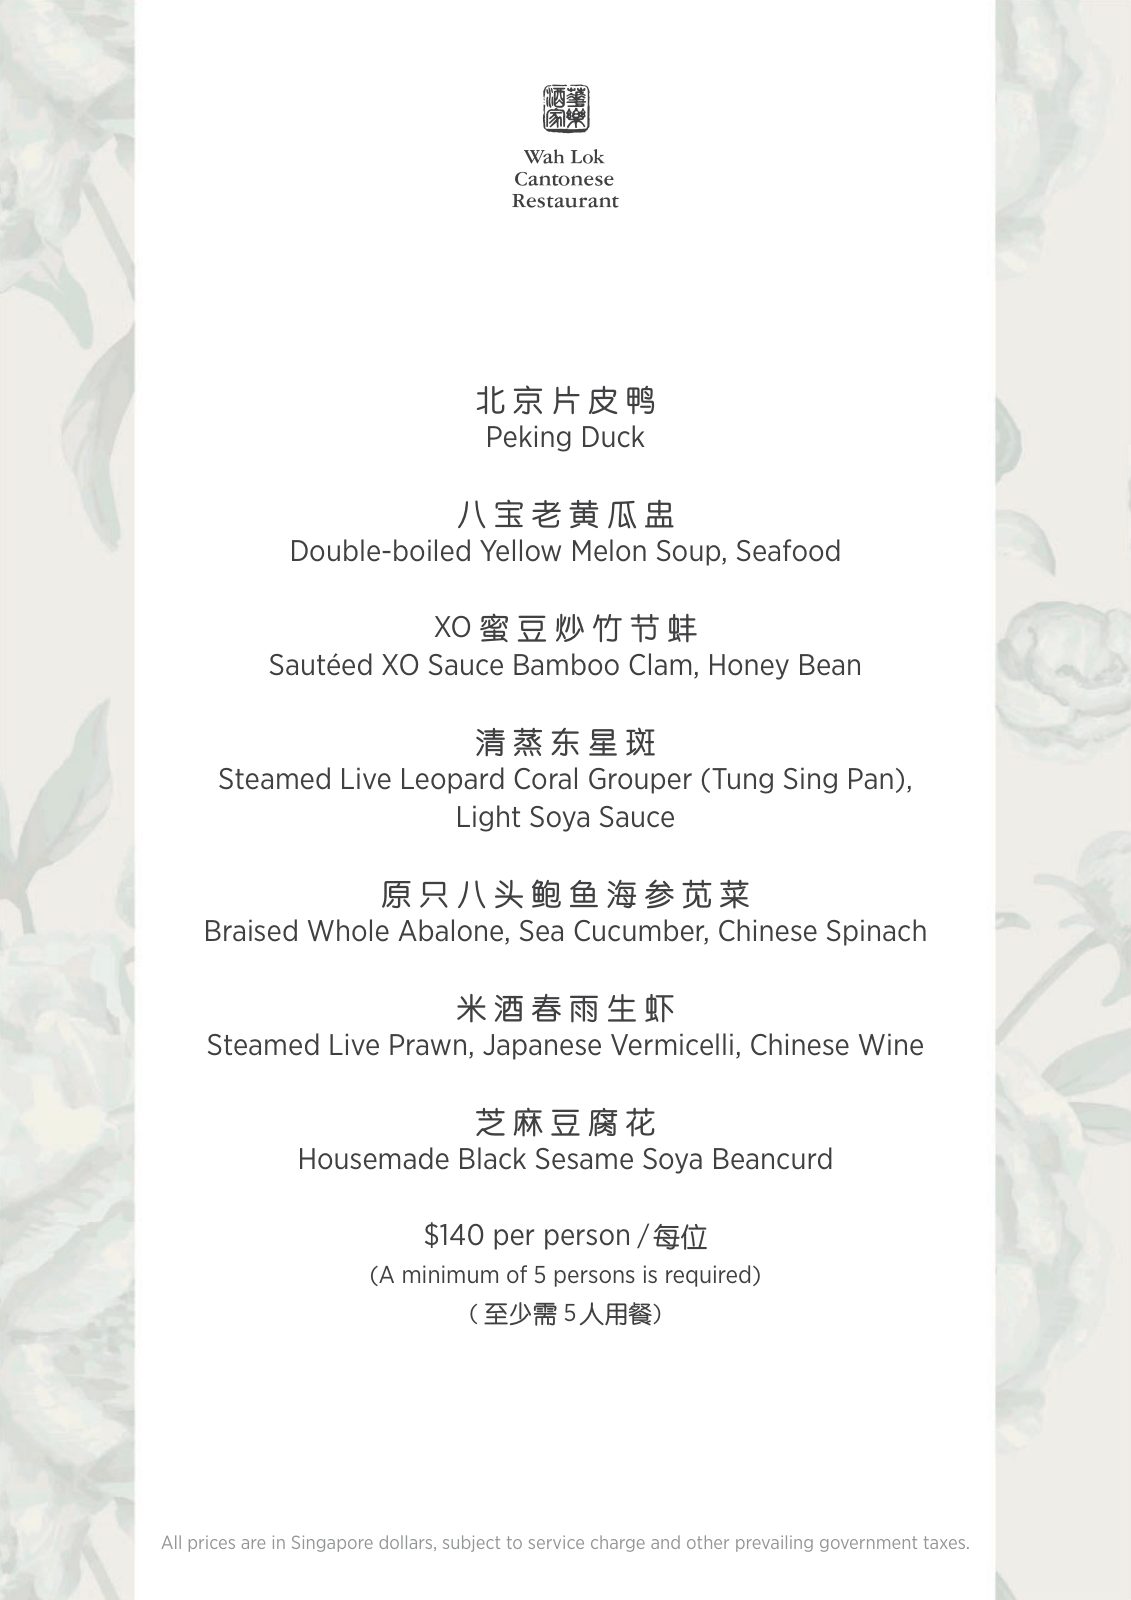 華樂
酒家
Wah Lok
Cantonese
Restaurant
北京片皮鸭
Peking Duck
八宝老黄瓜盅
Double-boiled Yellow Melon Soup, Seafood
XO 蜜豆炒竹节蚌
Sautéed XO Sauce Bamboo Clam, Honey Bean
清蒸东星斑
Steamed Live Leopard Coral Grouper (Tung Sing Pan),
Light Soya Sauce
原只八头鲍鱼海参苋菜
Braised Whole Abalone, Sea Cucumber, Chinese Spinach
米酒春雨生虾
Steamed Live Prawn, Japanese Vermicelli, Chinese Wine
芝麻豆腐花
Housemade Black Sesame Soya Beancurd
$140 per person / 每位
(A minimum of 5 persons is required)
( 至少需 5 人用餐)
All prices are in Singapore dollars, subject to service charge and other prevailing government taxes.